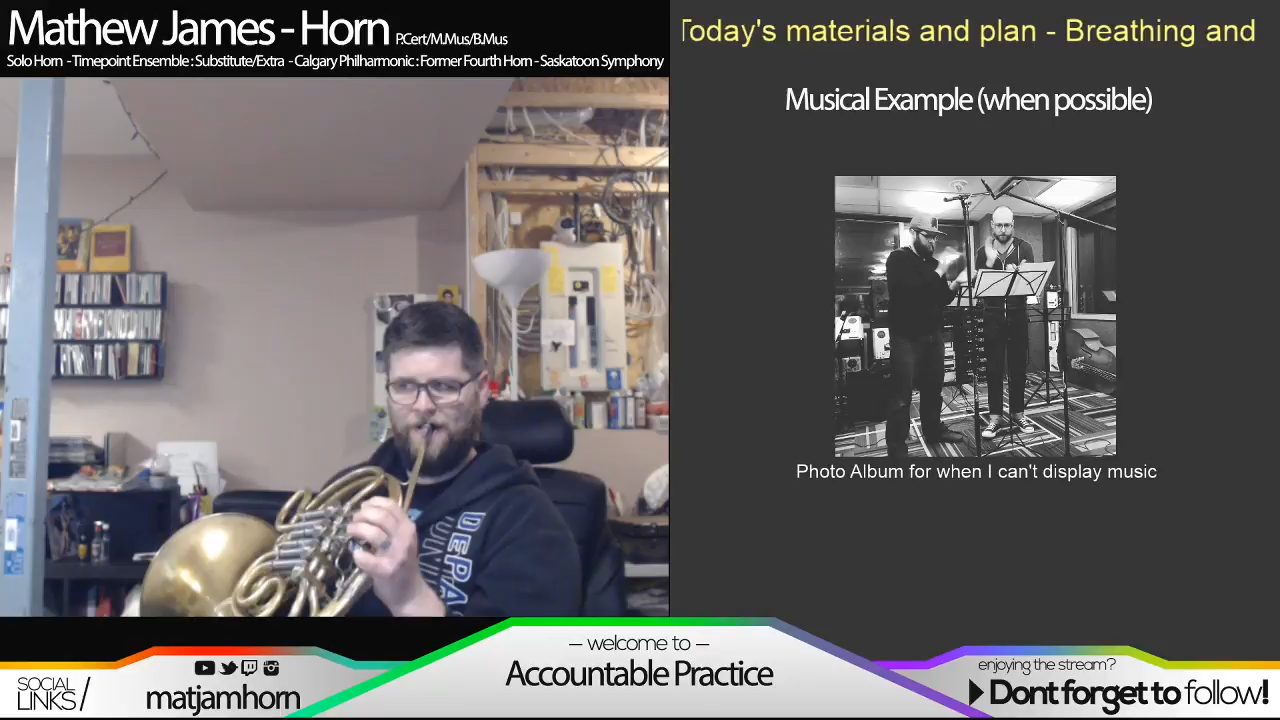 Mathew James - Horn P.Cert/M.Mus/B.Mus
Solo Horn - Timepoint Ensemble : Substitute/Extra - Calgary Philharmonic : Former Fourth Horn - Saskatoon Symphony
Today's materials and plan - Breathing and
Musical Example (when possible)
Photo Album for when I can't display music
DEPA
UNI
— welcome to —
Accountable Practice
SOCIAL
LINKS /
matjamhorn
enjoying the stream?
Dont forget to follow!